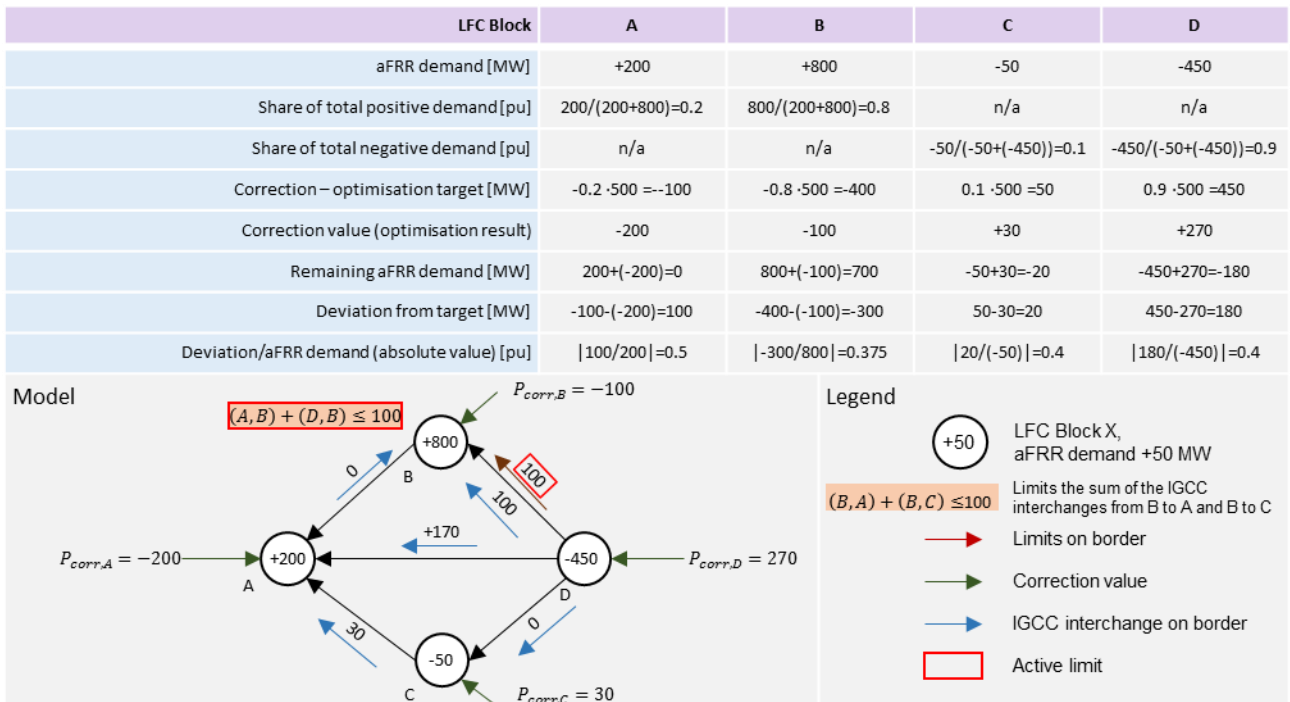 LFC Block A B C D
aFRR demand [MW] +200 +800 -50 -450
Share of total positive demand [pu] 200/(200+800)=0.2 800/(200+800)=0.8 n/a n/a
Share of total negative demand [pu] n/a n/a -50/(-50+(-450))=0.1 -450/(-50+(-450))=0.9
Correction – optimisation target [MW] -0.2 ·500 =--100 -0.8 ·500 =-400 0.1 ·500 =50 0.9 ·500 =450
Correction value (optimisation result) -200 -100 +30 +270
Remaining aFRR demand [MW] 200+(-200)=0 800+(-100)=700 -50+30=-20 -450+270=-180
Deviation from target [MW] -100-(-200)=100 -400-(-100)=-300 50-30=20 450-270=180
Deviation/aFRR demand (absolute value) [pu] |100/200|=0.5 |-300/800|=0.375 |20/(-50)|=0.4 |180/(-450)|=0.4
Model
(A,B) + (D,B) ≤ 100
P_corr,B = −100
+800
B
0
100
100
+170
P_corr,A = −200
+200
A
-450
D
P_corr,D = 270
30
0
-50
C
P_corr,C = 30
Legend
+50
LFC Block X,
aFRR demand +50 MW
(B,A) + (B,C) ≤100
Limits the sum of the IGCC
interchanges from B to A and B to C
Limits on border
Correction value
IGCC interchange on border
Active limit